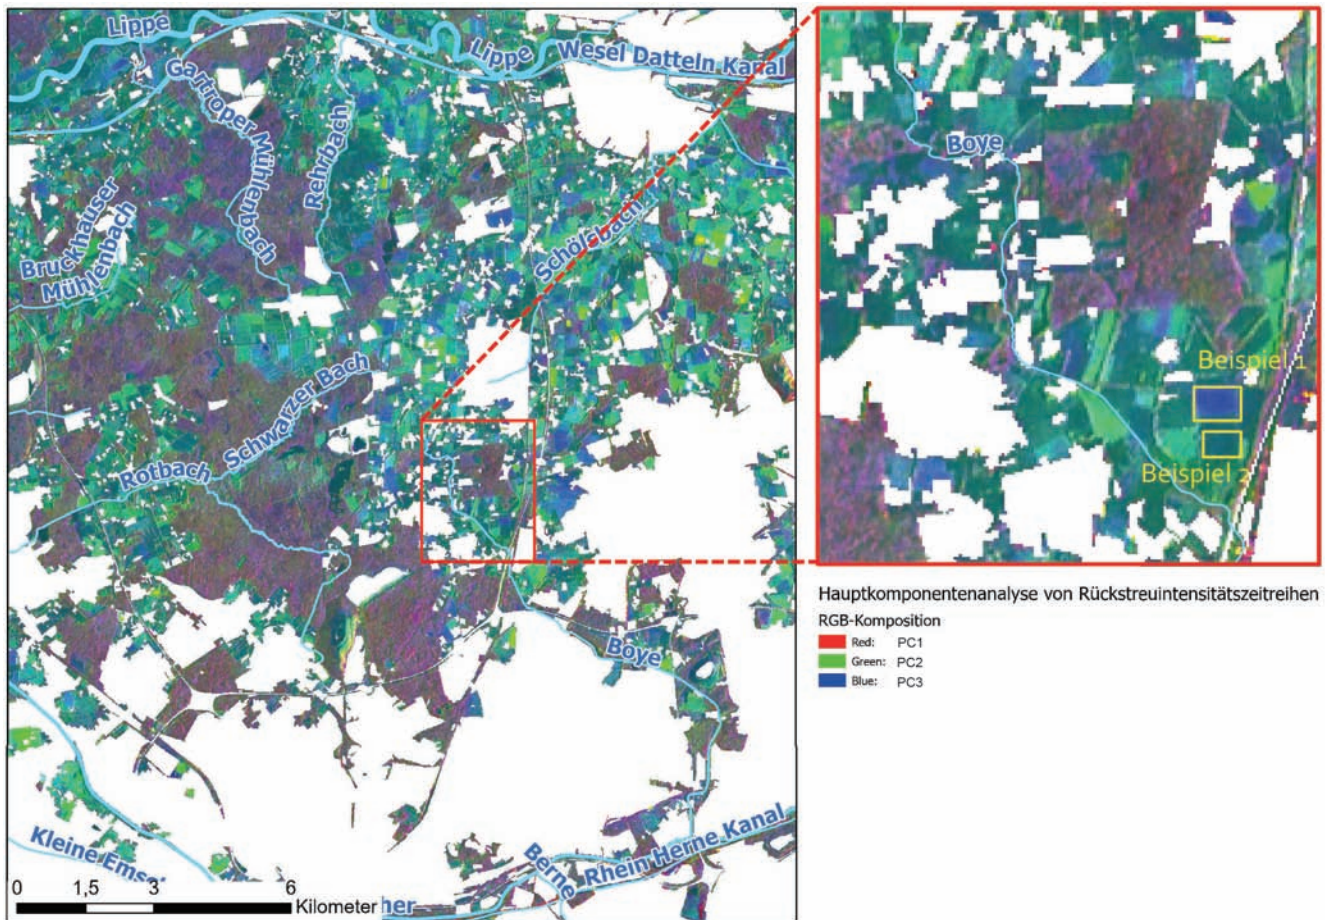 Lippe
Lippe
Wesel Datteln Kanal
Gartroper Mühlenbach
Rehrbach
Bruckhauser
Mühlenbach
Schölsbach
Schwarzer Bach
Rotbach
Boye
Kleine Emsc
Berne
Rhein Herne Kanal
her
0 1,5 3 6
Kilometer
Boye
Beispiel 1
Beispiel 2
Hauptkomponentenanalyse von Rückstreuintensitätszeitreihen
RGB-Komposition
Red: PC1
Green: PC2
Blue: PC3